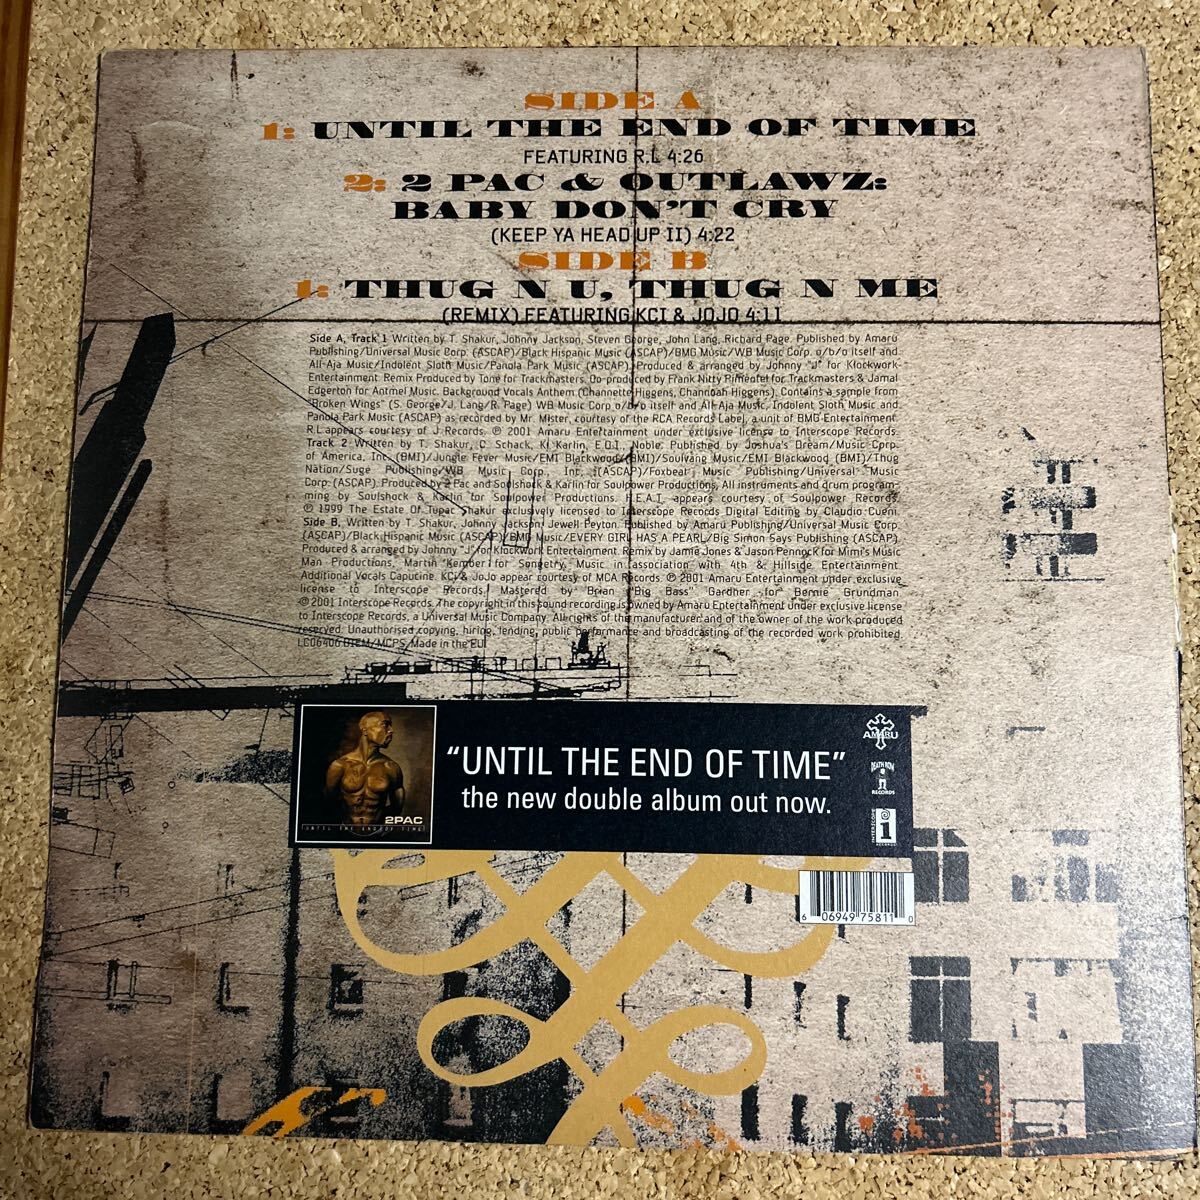 SIDE A
1: UNTIL THE END OF TIME
FEATURING R.L 4:26
2: 2 PAC & OUTLAWZ:
BABY DON'T CRY
(KEEP YA HEAD UP II) 4:22
SIDE B
1: THUG N U, THUG N ME
(REMIX) FEATURING KCI & JOJO 4:11
Side A, Track 1 Written by T. Shakur, Johnny Jackson, Steven George, John Lang, Richard Page. Published by Amaru
Publishing/Universal Music Corp. (ASCAP)/Black Hispanic Music (ASCAP)/BMG Music/WB Music Corp. o/b/o itself and
All-Aja Music/Indolent Sloth Music/Panola Park Music (ASCAP). Produced & arranged by Johnny "J" for Klockwork-
Entertainment. Remix Produced by Tone for Trackmasters. Co-produced by Frank Nitty Pimentel for Trackmasters & Jamal
Edgerton for Antmel Music. Background Vocals Anthem (Channette Higgens, Channoah Higgens). Contains a sample from
"Broken Wings" (S. George/J. Lang/R. Page) WB Music Corp o/b/o itself and All-Aja Music, Indolent Sloth Music and
Panola Park Music (ASCAP) as recorded by Mr. Mister, courtesy of the RCA Records Label, a unit of BMG Entertainment.
R.L appears courtesy of J Records. ℗ 2001 Amaru Entertainment under exclusive license to Interscope Records.
Track 2 Written by T. Shakur, C. Schack, K. Karlin, E.D.I., Noble. Published by Joshua's Dream/Music Corp.
of America, Inc. (BMI)/Jungle Fever Music/EMI Blackwood (BMI)/Soulvang Music/EMI Blackwood (BMI)/Thug
Nation/Suge Publishing/WB Music Corp., Inc. (ASCAP)/Foxbeat Music Publishing/Universal Music
Corp. (ASCAP). Produced by 2 Pac and Soulshock & Karlin for Soulpower Productions, All instruments and drum program-
ming by Soulshock & Karlin for Soulpower Productions. H.E.A.T. appears courtesy of Soulpower Records.
℗ 1999 The Estate Of Tupac Shakur exclusively licensed to Interscope Records Digital Editing by Claudio Cueni
Side B, Written by T. Shakur, Johnny Jackson, Jewell Peyton. Published by Amaru Publishing/Universal Music Corp.
(ASCAP)/Black Hispanic Music (ASCAP)/BMG Music/EVERY GIRL HAS A PEARL/Big Simon Says Publishing (ASCAP)
Produced & arranged by Johnny "J" for Klockwork Entertainment. Remix by Jamie Jones & Jason Pennock for Mimi's Music
Man Productions, Martin Kember for Songetry Music in association with 4th & Hillside Entertainment.
Additional Vocals Capucine. KCi & JoJo appear courtesy of MCA Records. ℗ 2001 Amaru Entertainment under exclusive
license to Interscope Records. Mastered by Brian "Big Bass" Gardner for Bernie Grundman
© 2001 Interscope Records. The copyright in this sound recording is owned by Amaru Entertainment under exclusive license
to Interscope Records, a Universal Music Company. All rights of the manufacturer and of the owner of the work produced
reserved. Unauthorised copying, hiring, lending, public performance and broadcasting of the recorded work prohibited.
LC06406 BIEM/MCPS. Made in the EU.
"UNTIL THE END OF TIME"
the new double album out now.
2PAC
UNTIL THE END OF TIME
AMARU
DEATH ROW
RECORDS
INTERSCOPE
RECORDS
6 06949 75811 0